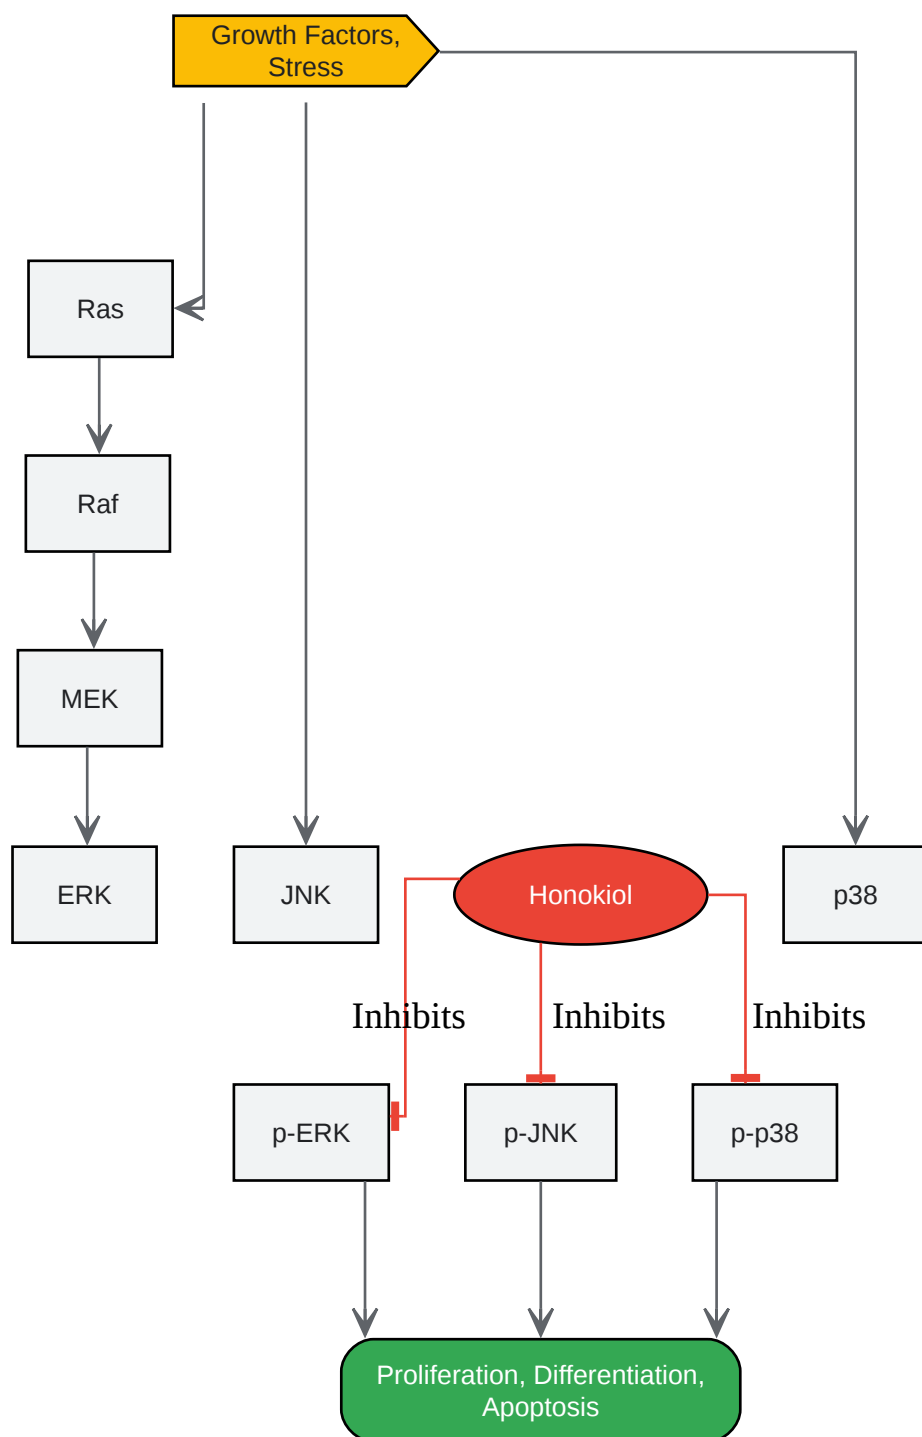 Growth Factors,
Stress
Ras
Raf
MEK
ERK
JNK
Honokiol
p38
Inhibits
Inhibits
Inhibits
p-ERK
p-JNK
p-p38
Proliferation, Differentiation,
Apoptosis